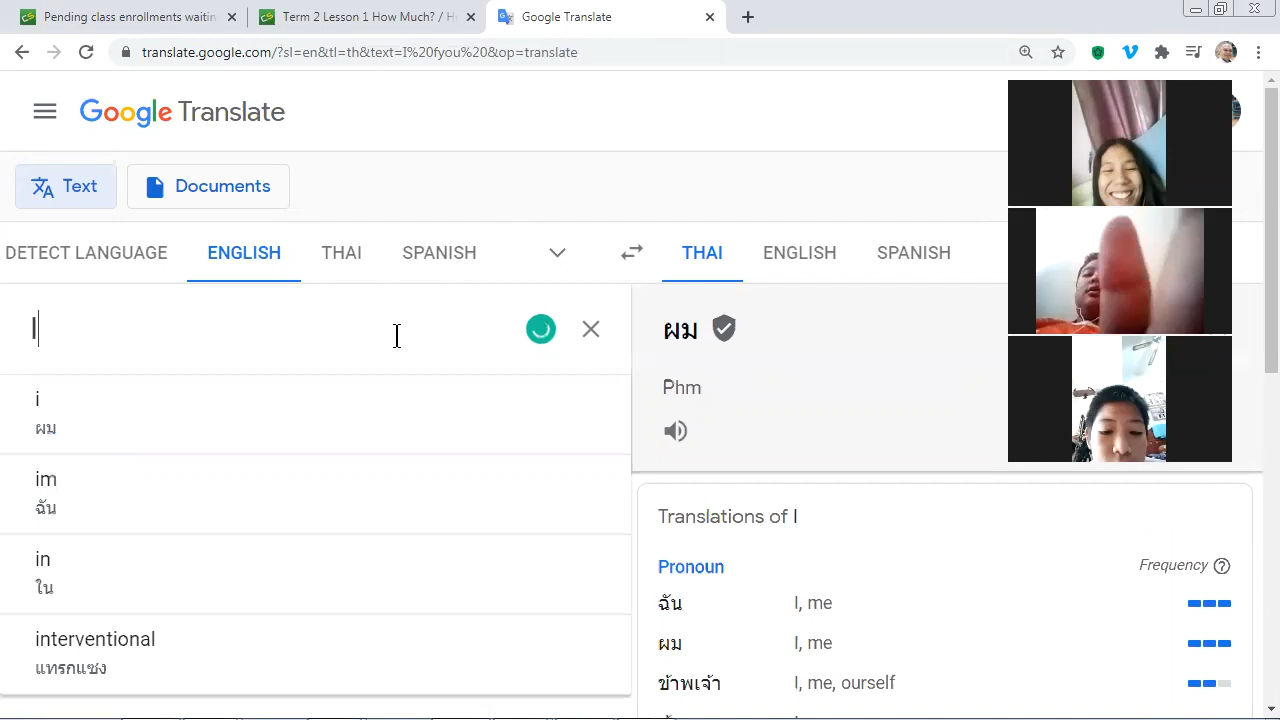 Pending class enrollments waitin
Term 2 Lesson 1 How Much? / H
Google Translate
translate.google.com/?sl=en&tl=th&text=I%20fyou%20&op=translate
Google Translate
Text
Documents
DETECT LANGUAGE ENGLISH THAI SPANISH THAI ENGLISH SPANISH
I
ผม
Phm
i
ผม
im
ฉัน
in
ใน
interventional
แทรกแซง
Translations of I
Pronoun Frequency
ฉัน I, me
ผม I, me
ข้าพเจ้า I, me, ourself